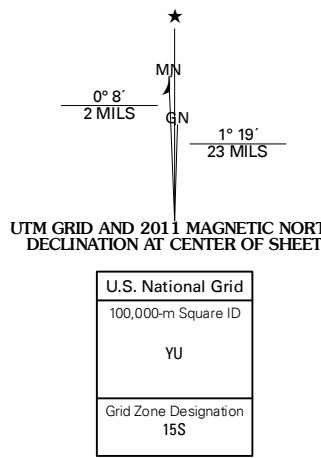 ★
MN
0° 8´
2 MILS
GN
1° 19´
23 MILS
UTM GRID AND 2011 MAGNETIC NORT
DECLINATION AT CENTER OF SHEET
U.S. National Grid
100,000-m Square ID
YU
Grid Zone Designation
15S